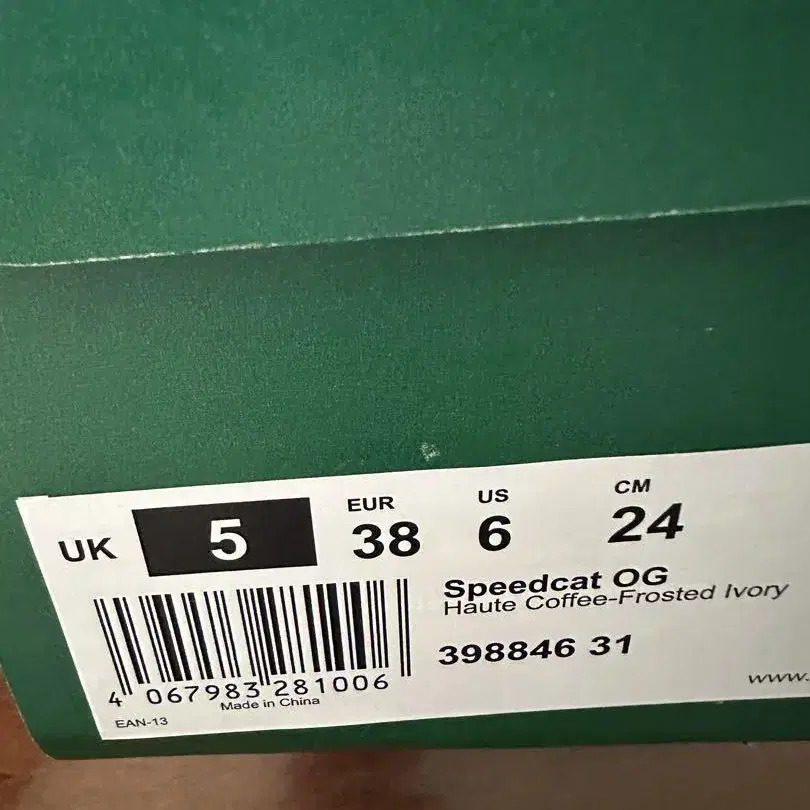 UK 5 EUR 38 US 6 CM 24
Speedcat OG
Haute Coffee-Frosted Ivory
398846 31
4 067983 281006
Made in China
EAN-13
www.